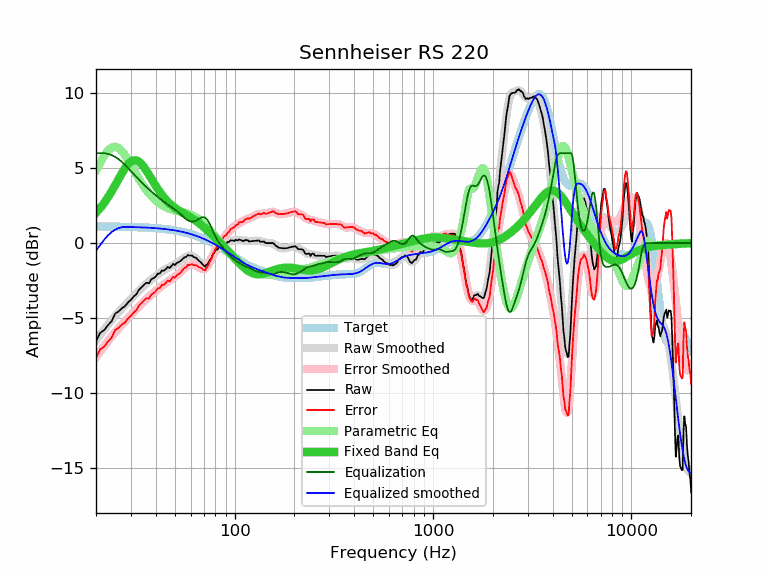 Sennheiser RS 220
10
5
0
−5
−10
−15
Amplitude (dBr)
Target
Raw Smoothed
Error Smoothed
Raw
Error
Parametric Eq
Fixed Band Eq
Equalization
Equalized smoothed
100
1000
10000
Frequency (Hz)